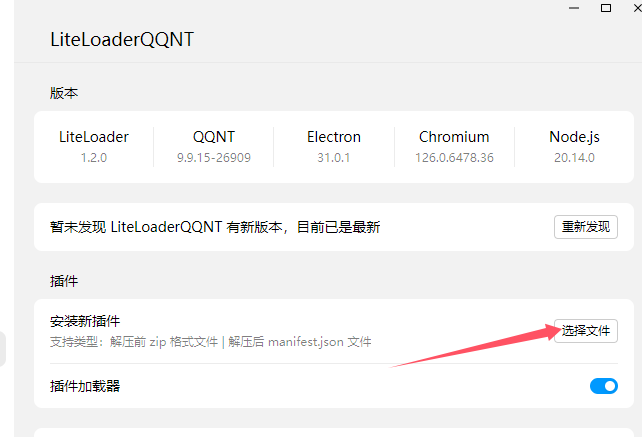 LiteLoaderQQNT
版本
LiteLoader QQNT Electron Chromium Node.js
1.2.0 9.9.15-26909 31.0.1 126.0.6478.36 20.14.0
暂未发现 LiteLoaderQQNT 有新版本，目前已是最新 重新发现
插件
安装新插件
支持类型：解压前 zip 格式文件 | 解压后 manifest.json 文件 选择文件
插件加载器